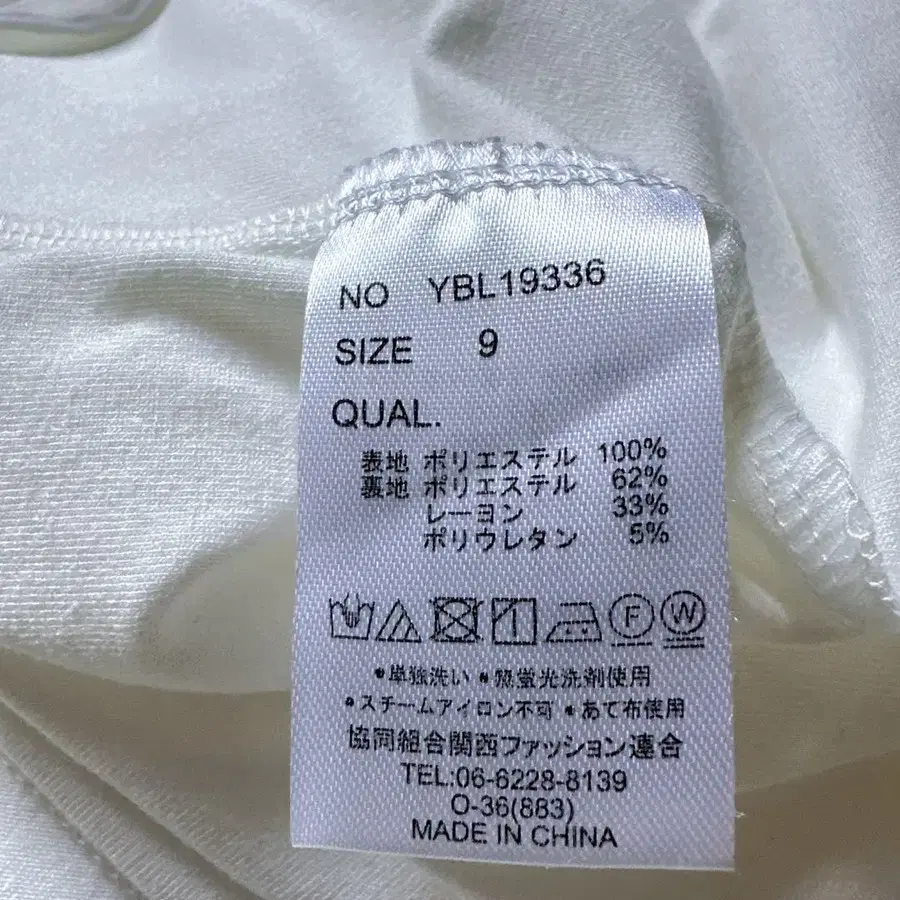 NO YBL19336
SIZE 9
QUAL.
表地 ポリエステル 100%
裏地 ポリエステル 62%
レーヨン 33%
ポリウレタン 5%
F W
●単独洗い ●無蛍光洗剤使用
●スチームアイロン不可 ●あて布使用
協同組合関西ファッション連合
TEL:06-6228-8139
O-36(883)
MADE IN CHINA